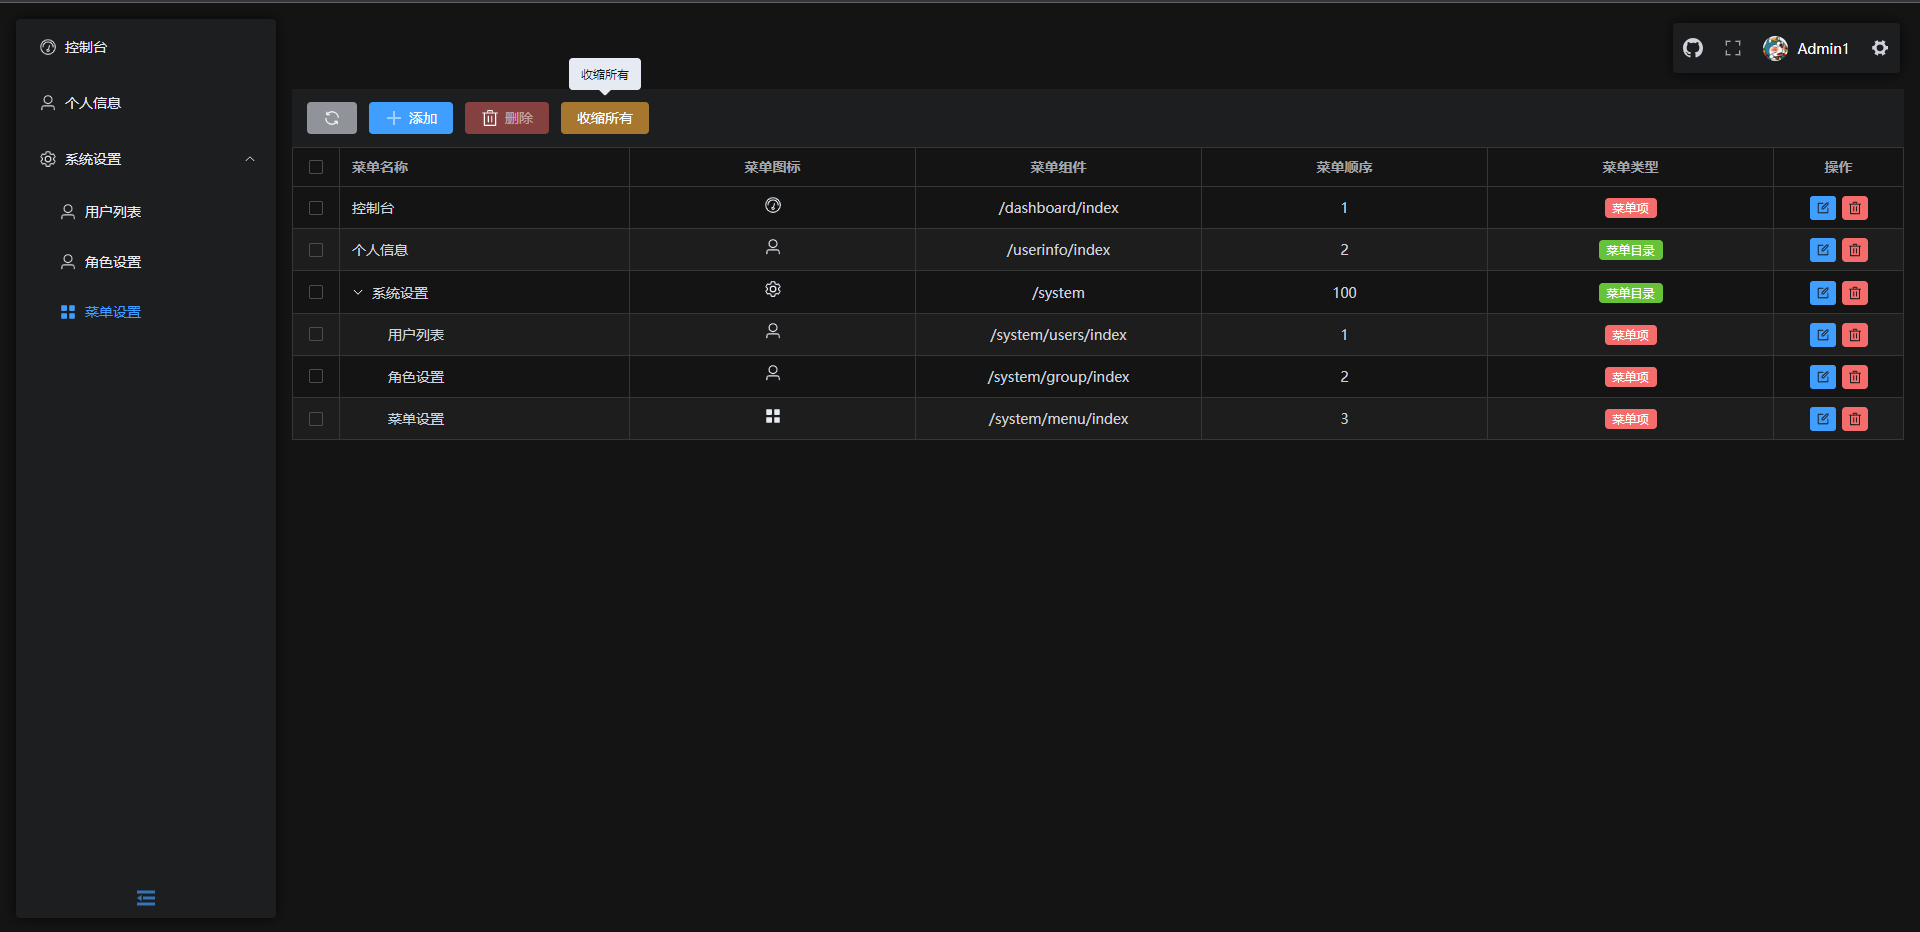 控制台
个人信息
系统设置
用户列表
角色设置
菜单设置
Admin1
收缩所有
添加 删除 收缩所有
菜单名称 菜单图标 菜单组件 菜单顺序 菜单类型 操作
控制台 /dashboard/index 1 菜单项
个人信息 /userinfo/index 2 菜单目录
系统设置 /system 100 菜单目录
用户列表 /system/users/index 1 菜单项
角色设置 /system/group/index 2 菜单项
菜单设置 /system/menu/index 3 菜单项